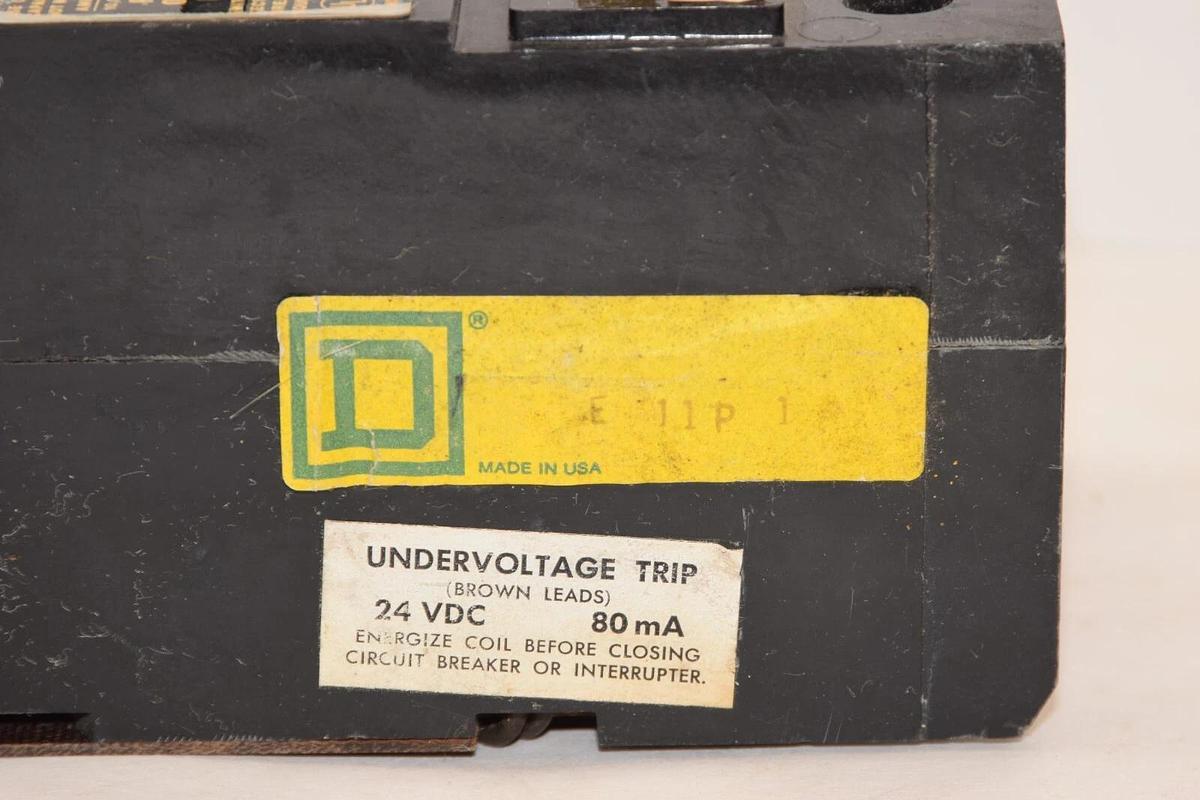 D
®
E 11P 1
MADE IN USA
UNDERVOLTAGE TRIP
(BROWN LEADS)
24 VDC 80 mA
ENERGIZE COIL BEFORE CLOSING
CIRCUIT BREAKER OR INTERRUPTER.